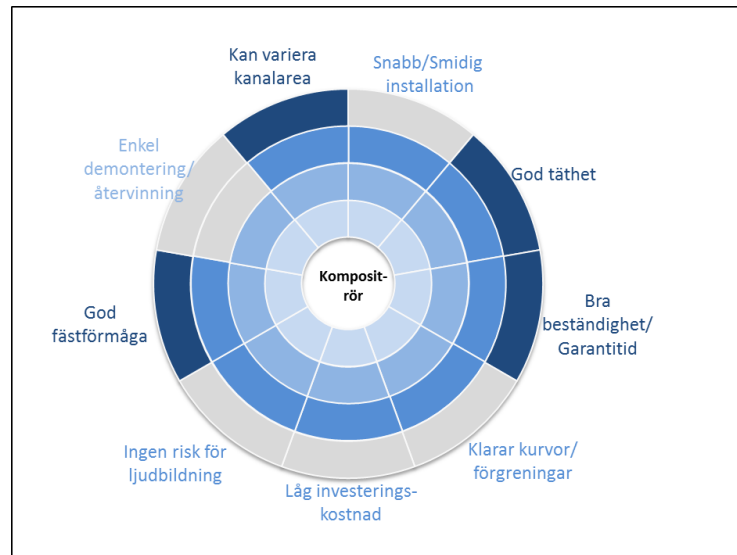 Kan variera
kanalarea
Snabb/Smidig
installation
Enkel
demontering/
återvinning
God täthet
Komposit-
rör
God
fästförmåga
Bra
beständighet/
Garantitid
Ingen risk för
ljudbildning
Låg investerings-
kostnad
Klarar kurvor/
förgreningar